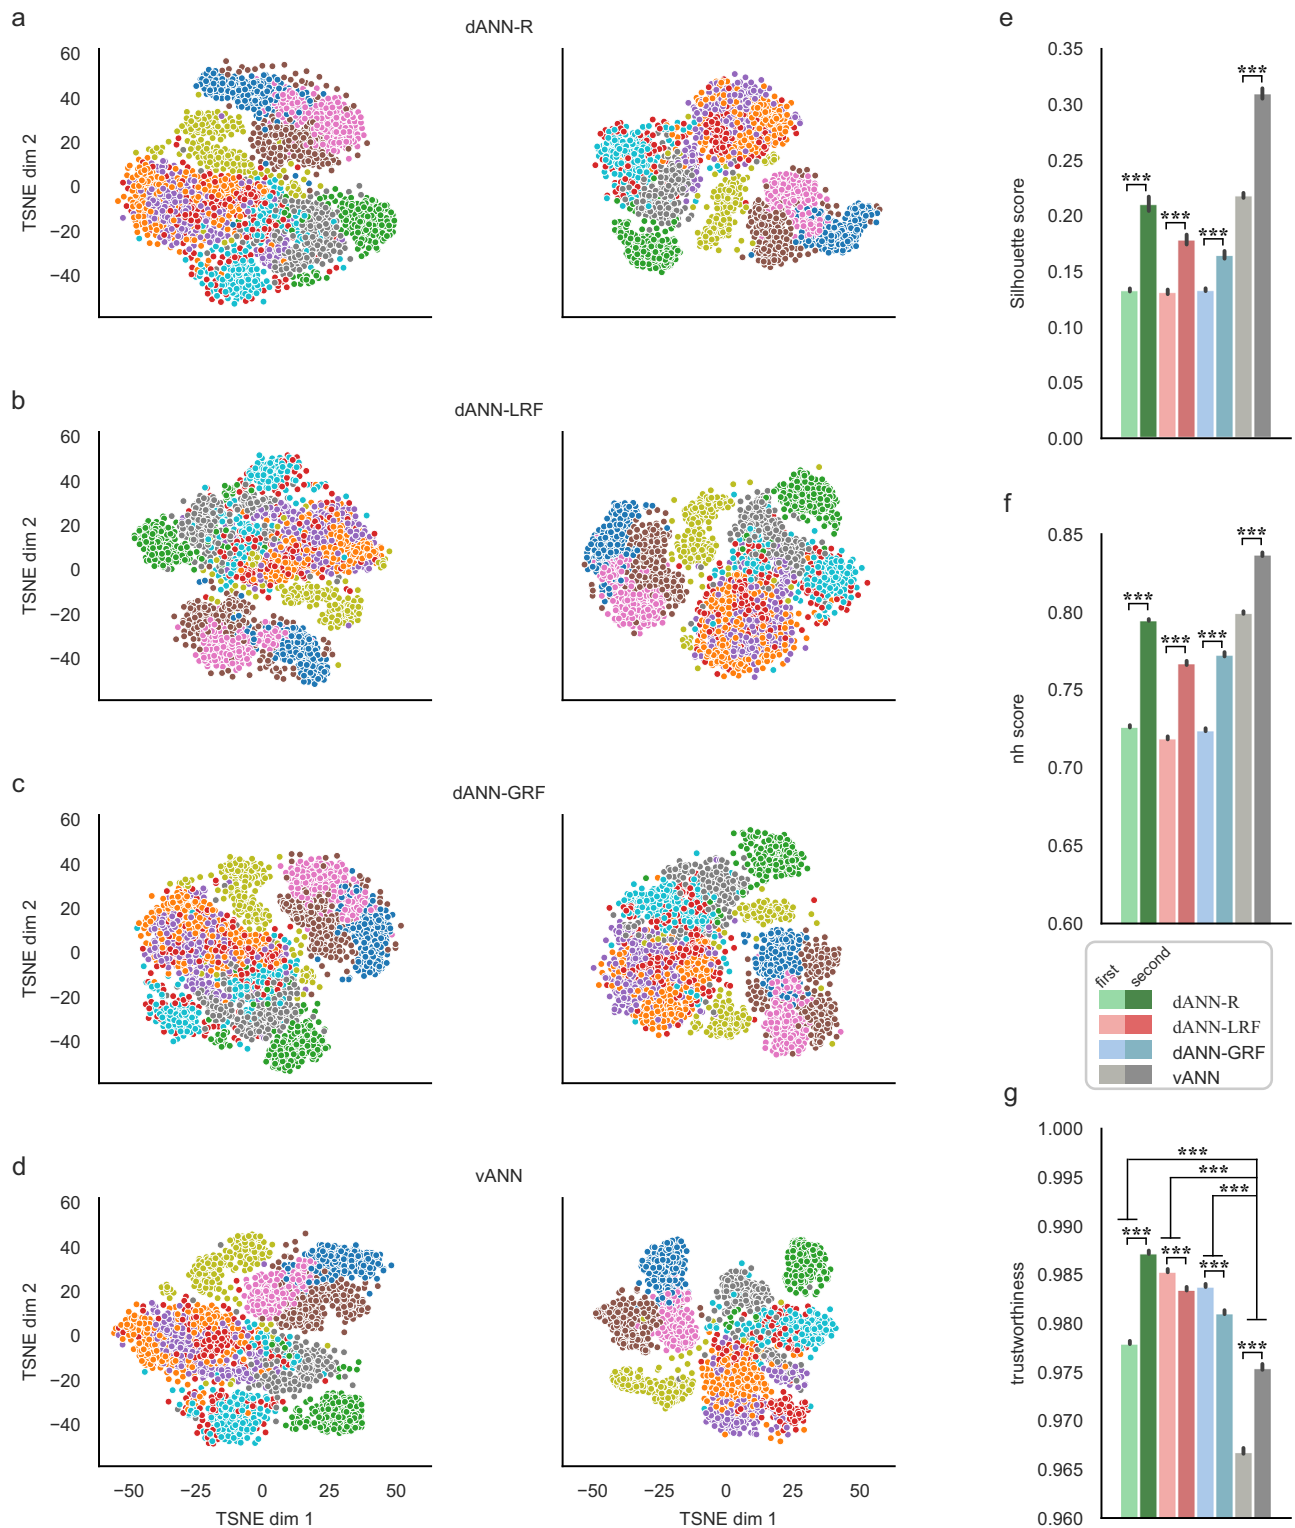 a
dANN-R
60
40
20
0
−20
−40
TSNE dim 2
b
dANN-LRF
60
40
20
0
−20
−40
TSNE dim 2
c
dANN-GRF
60
40
20
0
−20
−40
TSNE dim 2
d
vANN
60
40
20
0
−20
−40
TSNE dim 2
−50 −25 0 25 50
TSNE dim 1
−50 −25 0 25 50
TSNE dim 1
e
0.35
0.30
0.25
0.20
0.15
0.10
0.05
0.00
Silhouette score
*** *** *** ***
f
0.85
0.80
0.75
0.70
0.65
0.60
nh score
*** *** *** ***
first second
dANN-R
dANN-LRF
dANN-GRF
vANN
g
1.000
0.995
0.990
0.985
0.980
0.975
0.970
0.965
0.960
trustworthiness
***
***
***
*** *** *** ***